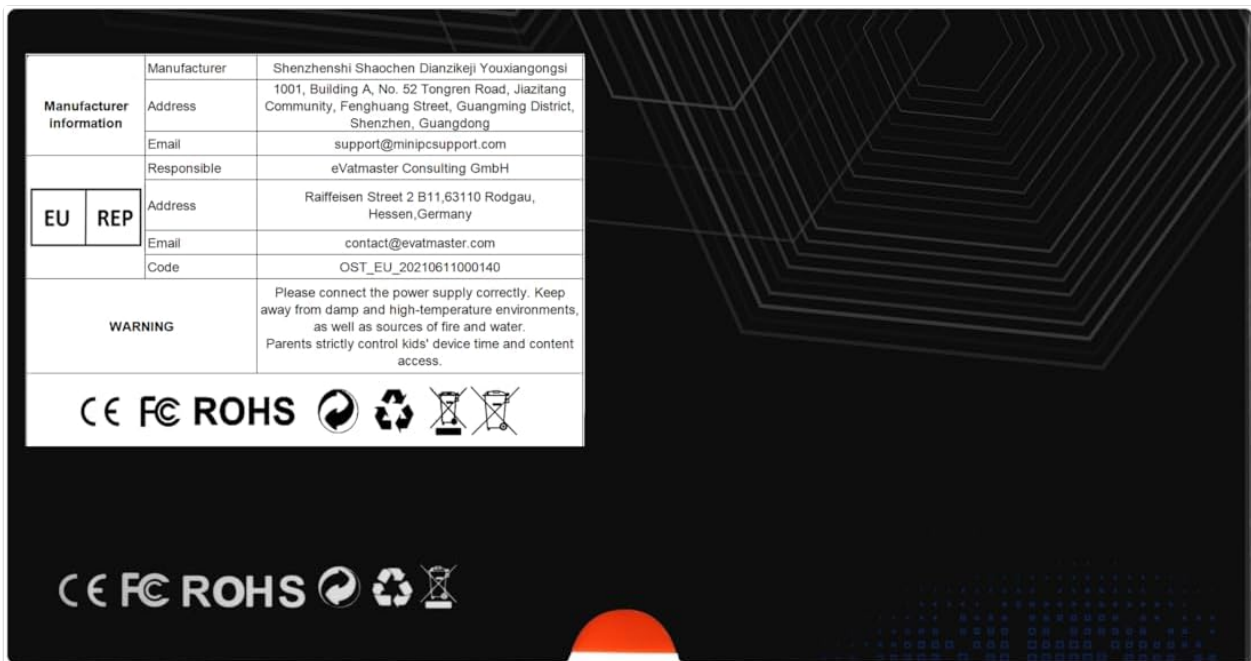 Manufacturer information
Manufacturer Shenzhenshi Shaochen Dianzikeji Youxiangongsi
Address 1001, Building A, No. 52 Tongren Road, Jiazitang
Community, Fenghuang Street, Guangming District,
Shenzhen, Guangdong
Email support@minipcsupport.com
EU REP
Responsible eVatmaster Consulting GmbH
Address Raiffeisen Street 2 B11,63110 Rodgau,
Hessen,Germany
Email contact@evatmaster.com
Code OST_EU_20210611000140
WARNING
Please connect the power supply correctly. Keep
away from damp and high-temperature environments,
as well as sources of fire and water.
Parents strictly control kids' device time and content
access.
CE FC ROHS
CE FC ROHS